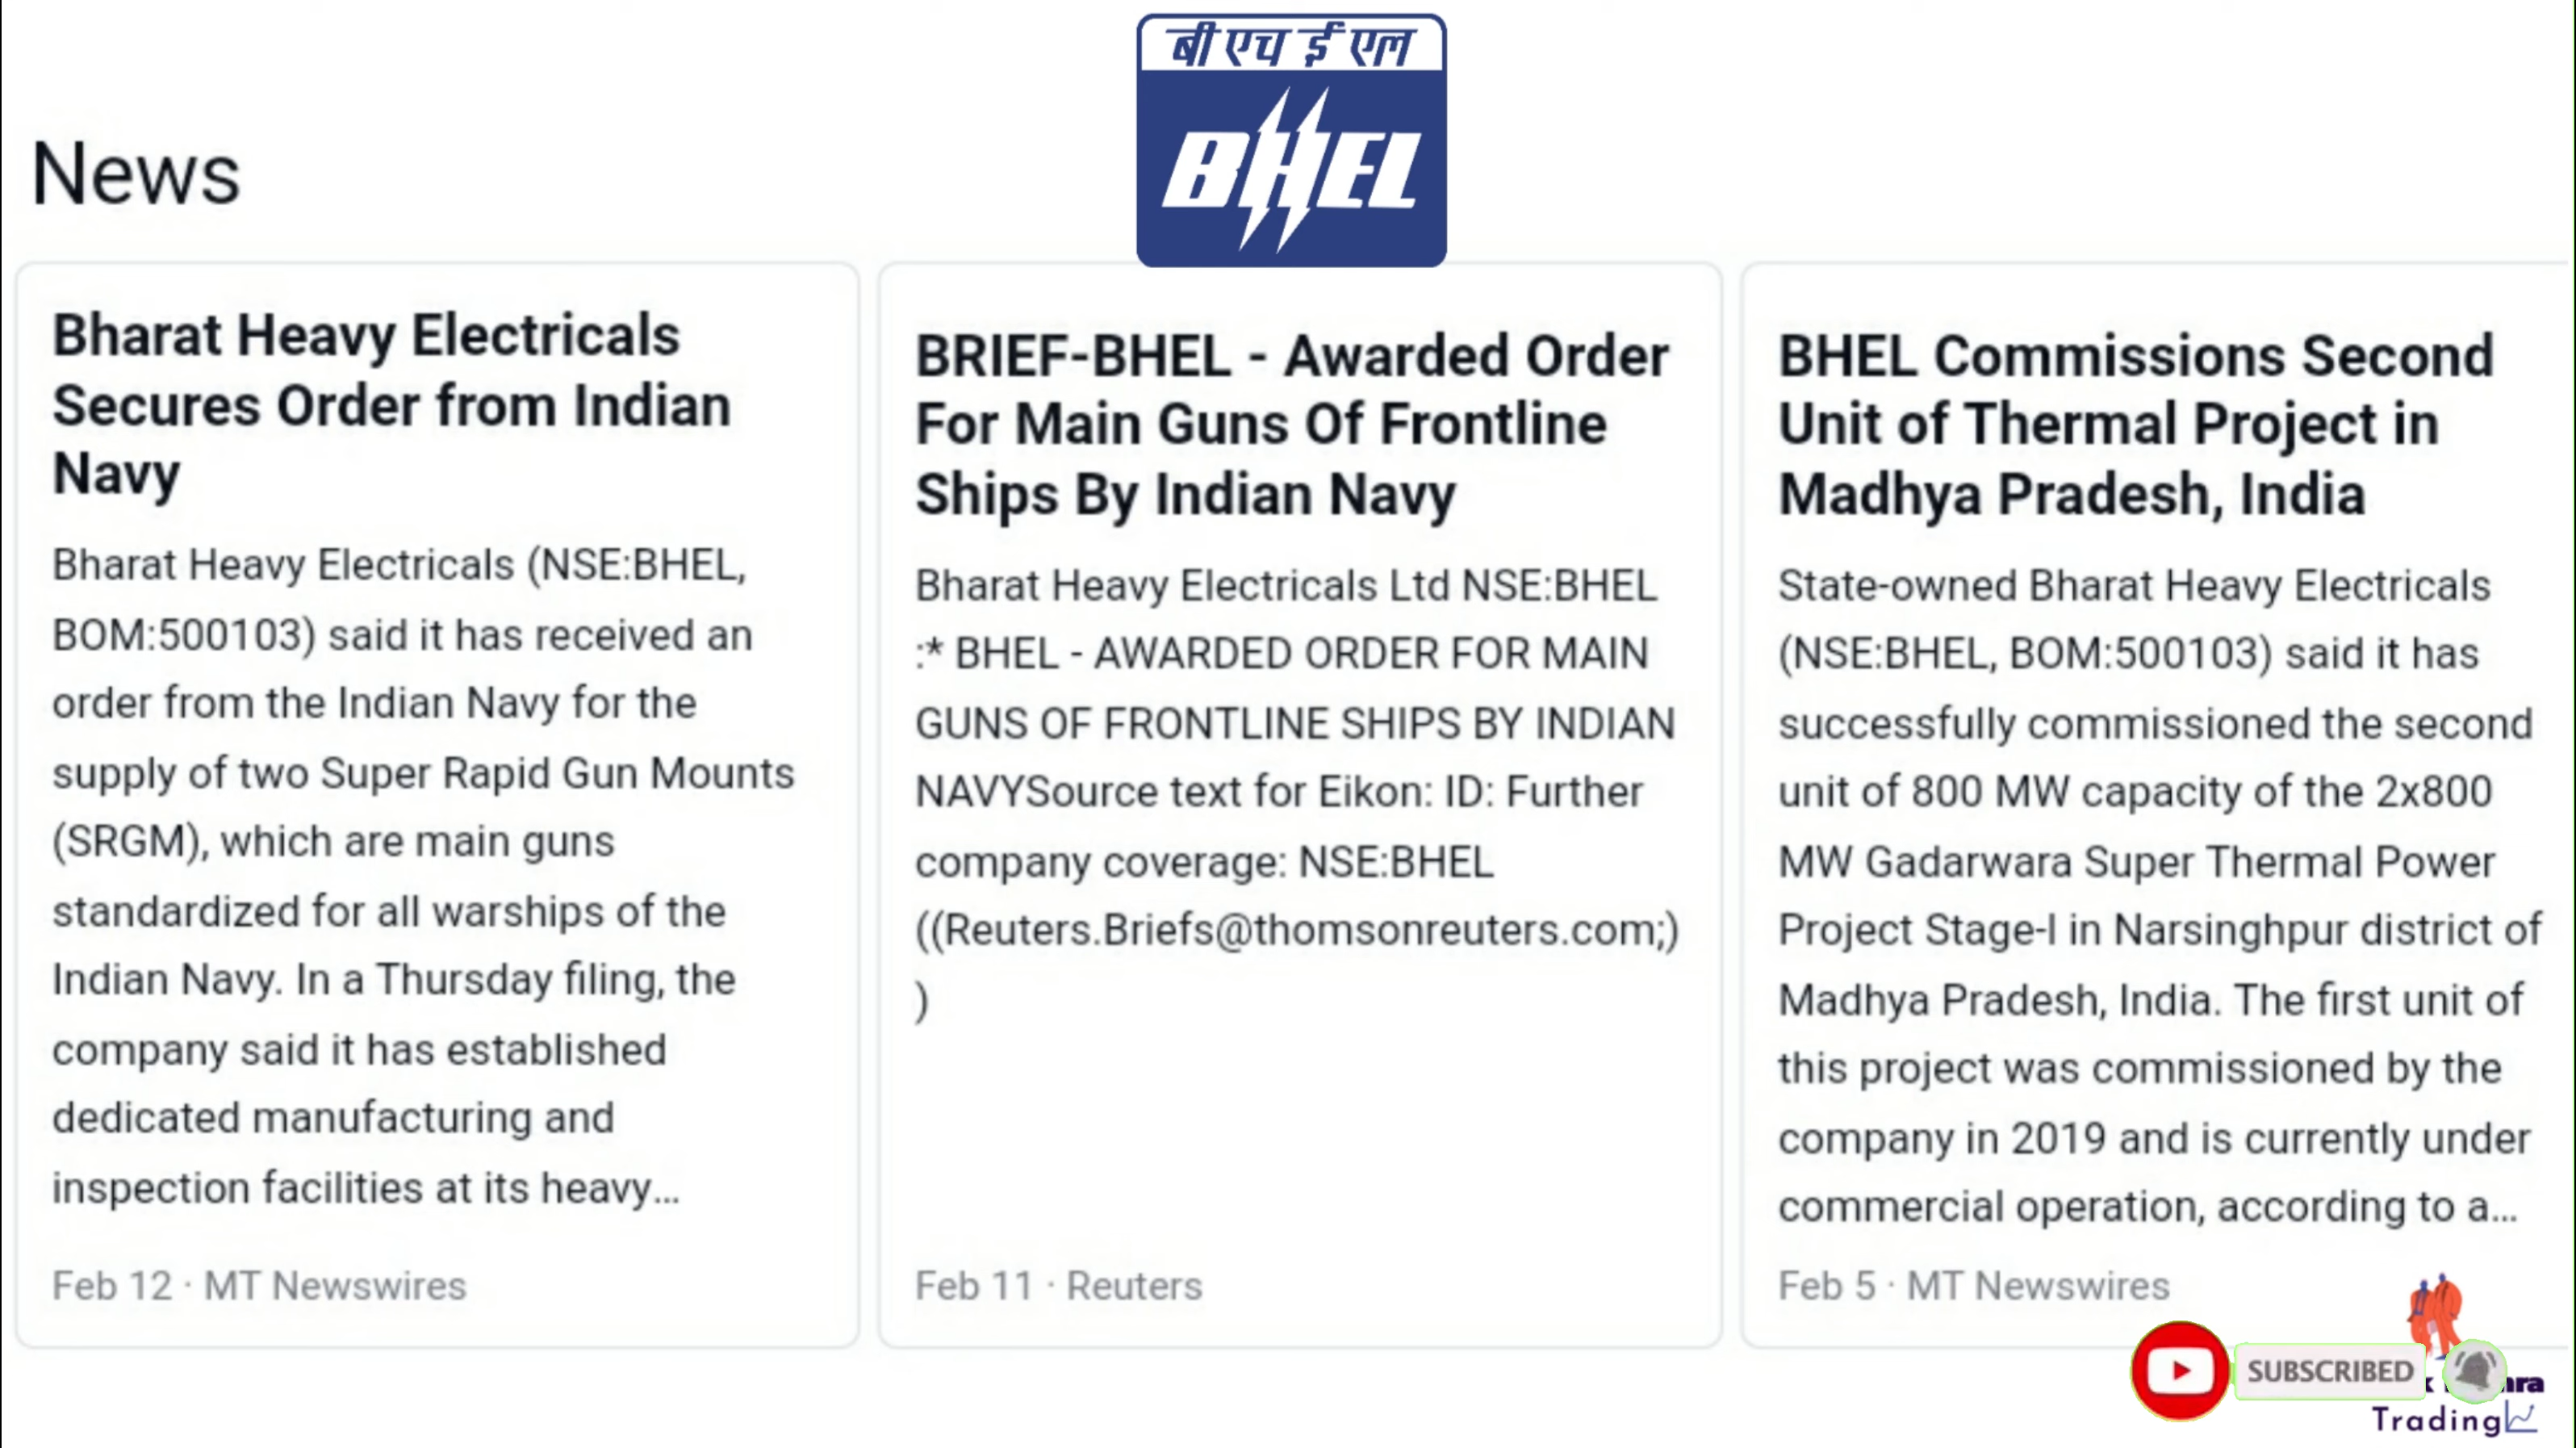 बी एच ई एल
BHEL
News
Bharat Heavy Electricals
Secures Order from Indian
Navy
Bharat Heavy Electricals (NSE:BHEL,
BOM:500103) said it has received an
order from the Indian Navy for the
supply of two Super Rapid Gun Mounts
(SRGM), which are main guns
standardized for all warships of the
Indian Navy. In a Thursday filing, the
company said it has established
dedicated manufacturing and
inspection facilities at its heavy...
Feb 12 · MT Newswires
BRIEF-BHEL - Awarded Order
For Main Guns Of Frontline
Ships By Indian Navy
Bharat Heavy Electricals Ltd NSE:BHEL
:* BHEL - AWARDED ORDER FOR MAIN
GUNS OF FRONTLINE SHIPS BY INDIAN
NAVYSource text for Eikon: ID: Further
company coverage: NSE:BHEL
((Reuters.Briefs@thomsonreuters.com;)
)
Feb 11 · Reuters
BHEL Commissions Second
Unit of Thermal Project in
Madhya Pradesh, India
State-owned Bharat Heavy Electricals
(NSE:BHEL, BOM:500103) said it has
successfully commissioned the second
unit of 800 MW capacity of the 2x800
MW Gadarwara Super Thermal Power
Project Stage-I in Narsinghpur district of
Madhya Pradesh, India. The first unit of
this project was commissioned by the
company in 2019 and is currently under
commercial operation, according to a...
Feb 5 · MT Newswires
SUBSCRIBED
Trading